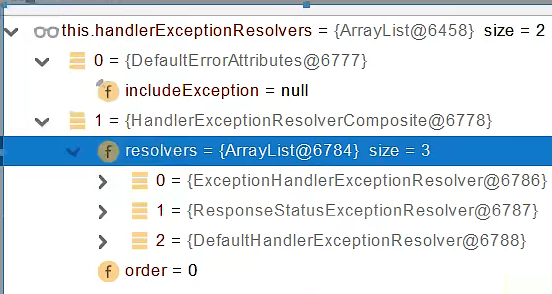 this.handlerExceptionResolvers = {ArrayList@6458} size = 2
0 = {DefaultErrorAttributes@6777}
f includeException = null
1 = {HandlerExceptionResolverComposite@6778}
f resolvers = {ArrayList@6784} size = 3
0 = {ExceptionHandlerExceptionResolver@6786}
1 = {ResponseStatusExceptionResolver@6787}
2 = {DefaultHandlerExceptionResolver@6788}
f order = 0